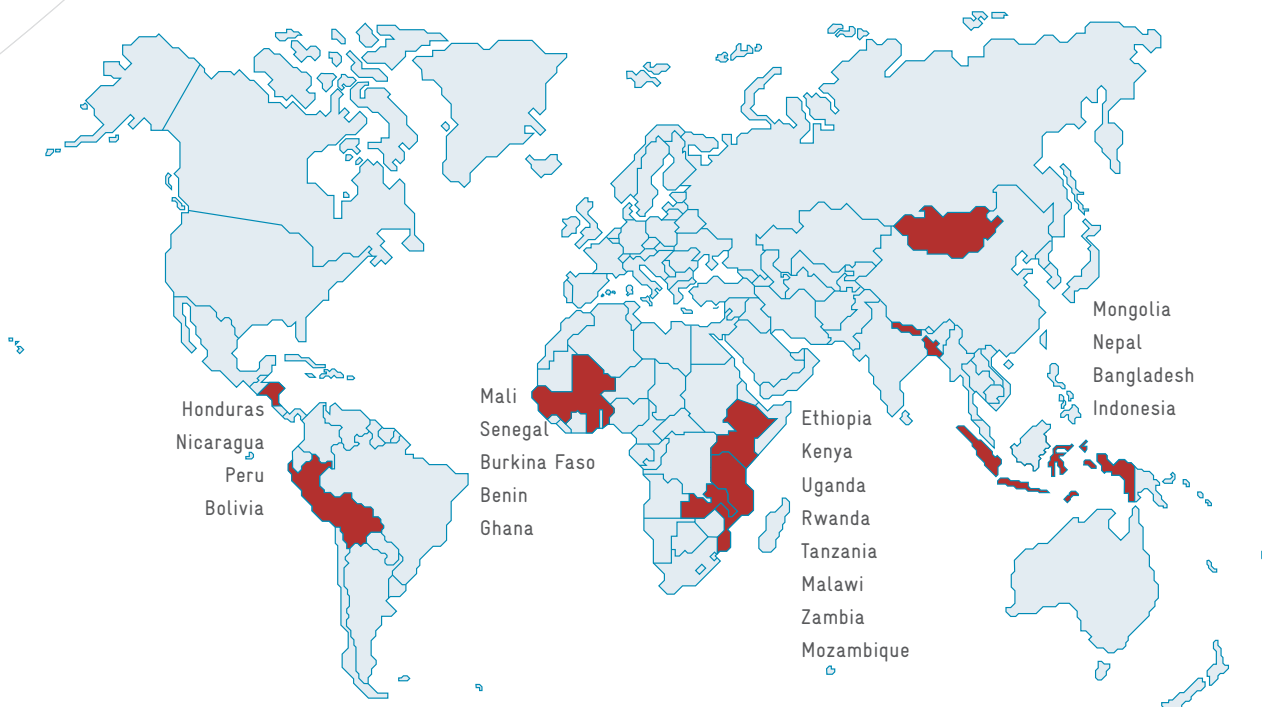 Honduras
Nicaragua
Peru
Bolivia
Mali
Senegal
Burkina Faso
Benin
Ghana
Ethiopia
Kenya
Uganda
Rwanda
Tanzania
Malawi
Zambia
Mozambique
Mongolia
Nepal
Bangladesh
Indonesia